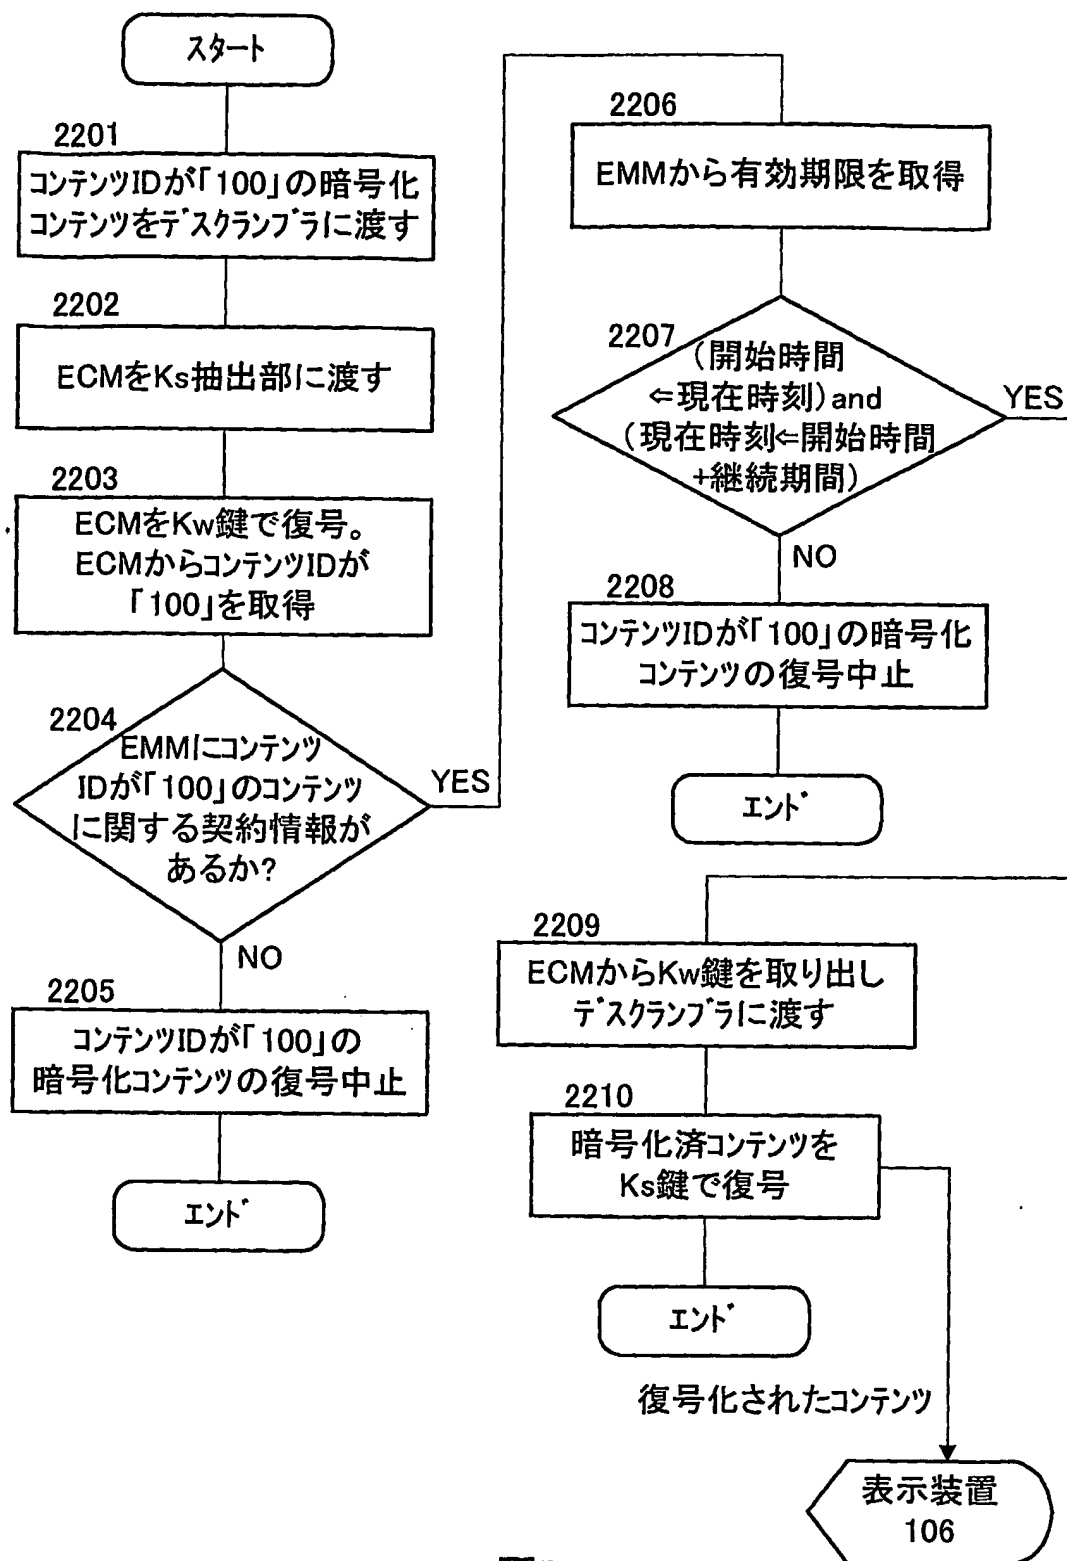 スタート
2201
コンテンツIDが「100」の暗号化
コンテンツをデスクランブラに渡す
2202
ECMをKs抽出部に渡す
2203
ECMをKw鍵で復号。
ECMからコンテンツIDが
「100」を取得
2204
EMMにコンテンツ
IDが「100」のコンテンツ
に関する契約情報が
あるか?
YES
NO
2205
コンテンツIDが「100」の
暗号化コンテンツの復号中止
エンド
2206
EMMから有効期限を取得
2207
(開始時間
⇐現在時刻)and
(現在時刻⇐開始時間
+継続期間)
YES
NO
2208
コンテンツIDが「100」の暗号化
コンテンツの復号中止
エンド
2209
ECMからKw鍵を取り出し
デスクランブラに渡す
2210
暗号化済コンテンツを
Ks鍵で復号
エンド
復号化されたコンテンツ
表示装置
106